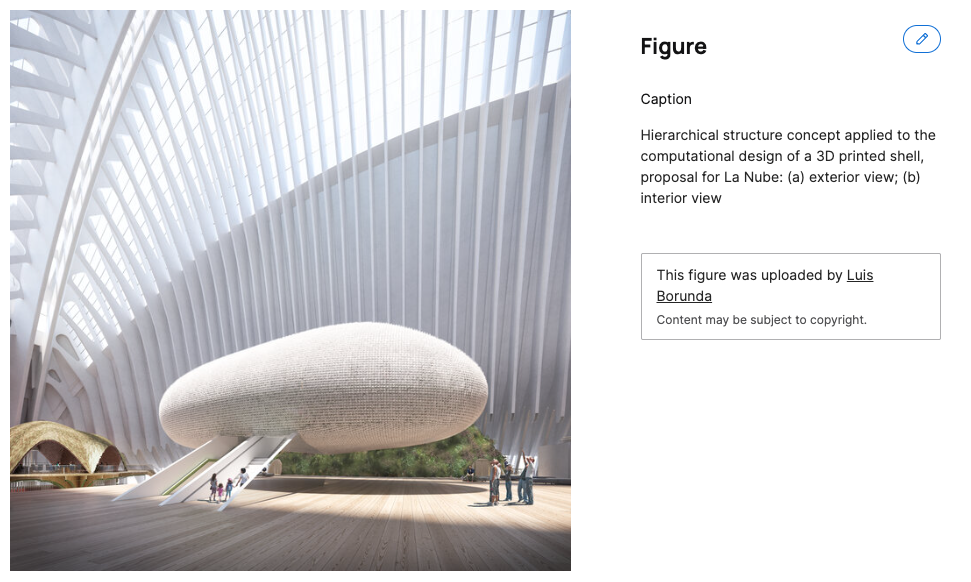 Figure
Caption
Hierarchical structure concept applied to the
computational design of a 3D printed shell,
proposal for La Nube: (a) exterior view; (b)
interior view
This figure was uploaded by Luis
Borunda
Content may be subject to copyright.